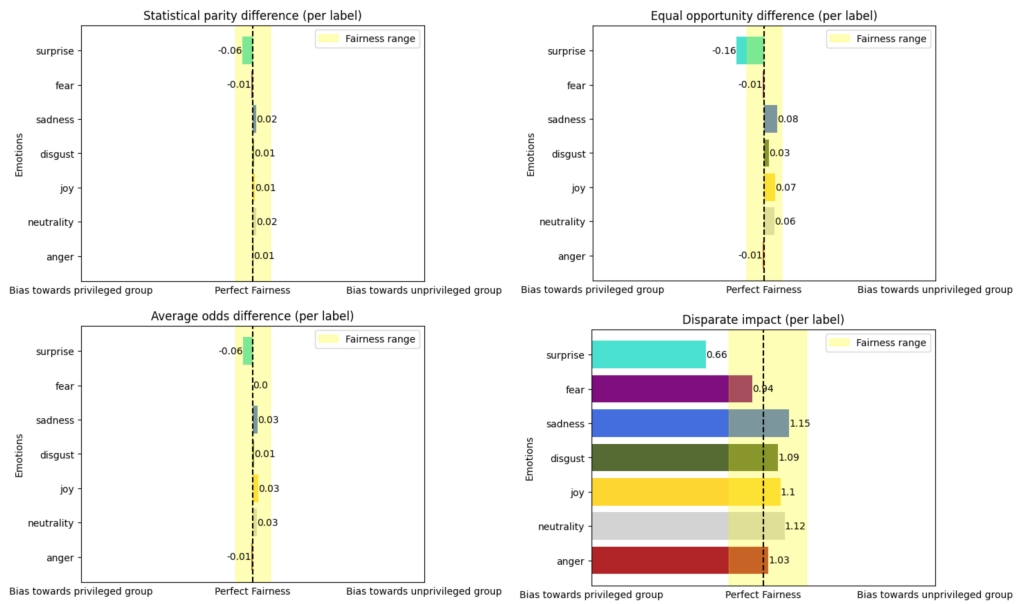 Statistical parity difference (per label)
Fairness range
Emotions
surprise -0.06
fear -0.01
sadness 0.02
disgust 0.01
joy 0.01
neutrality 0.02
anger 0.01
Bias towards privileged group Perfect Fairness Bias towards unprivileged group
Equal opportunity difference (per label)
Fairness range
Emotions
surprise -0.16
fear -0.01
sadness 0.08
disgust 0.03
joy 0.07
neutrality 0.06
anger -0.01
Bias towards privileged group Perfect Fairness Bias towards unprivileged group
Average odds difference (per label)
Fairness range
Emotions
surprise -0.06
fear 0.0
sadness 0.03
disgust 0.01
joy 0.03
neutrality 0.03
anger -0.01
Bias towards privileged group Perfect Fairness Bias towards unprivileged group
Disparate impact (per label)
Fairness range
Emotions
surprise 0.66
fear 0.94
sadness 1.15
disgust 1.09
joy 1.1
neutrality 1.12
anger 1.03
Bias towards privileged group Perfect Fairness Bias towards unprivileged group